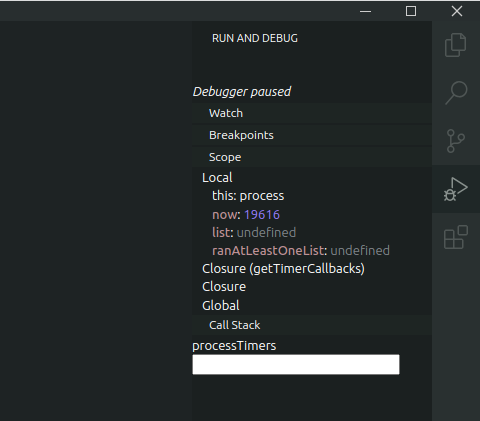 RUN AND DEBUG
Debugger paused
Watch
Breakpoints
Scope
Local
this: process
now: 19616
list: undefined
ranAtLeastOneList: undefined
Closure (getTimerCallbacks)
Closure
Global
Call Stack
processTimers